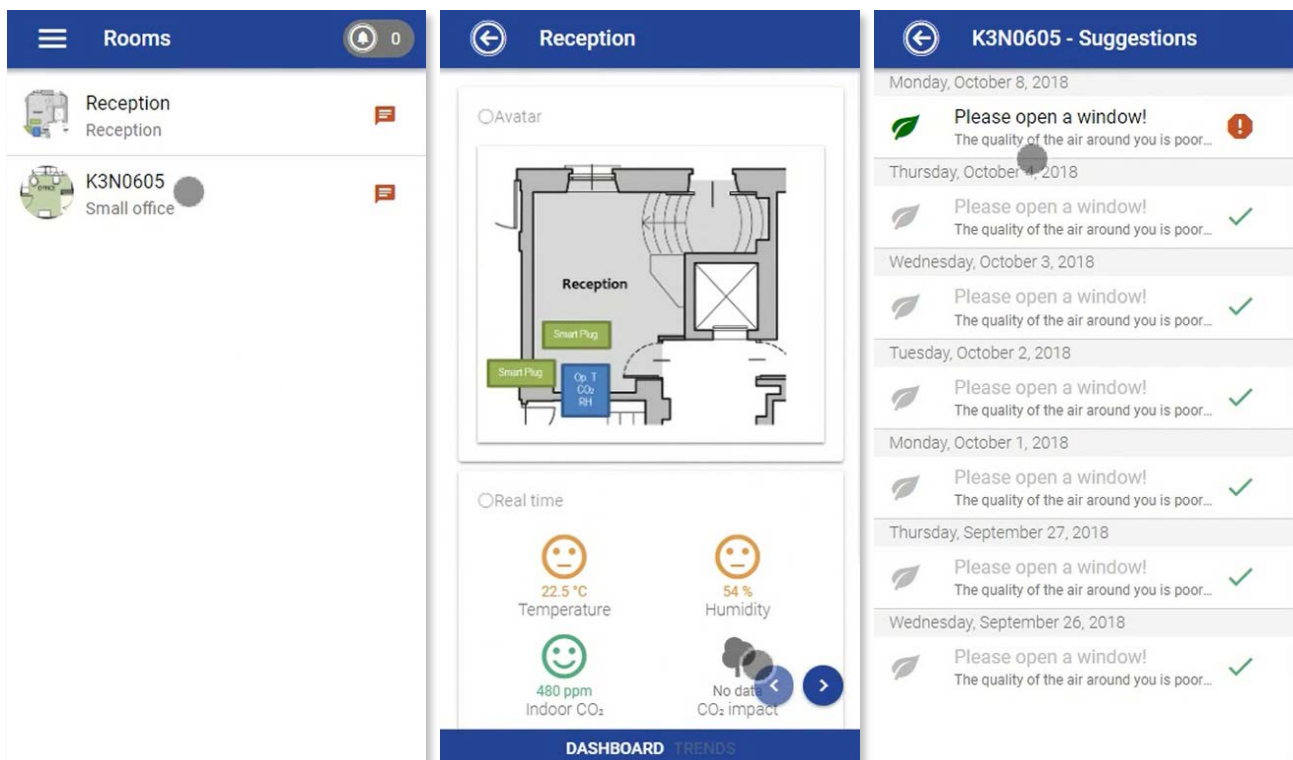 Rooms
0
Reception
Reception
OFFICE
K3N0605
Small office
Reception
Avatar
Reception
Smart Plug
Smart Plug
Op. T
CO₂
RH
Real time
22.5 °C
Temperature
54 %
Humidity
480 ppm
Indoor CO₂
No data
CO₂ impact
DASHBOARD TRENDS
K3N0605 - Suggestions
Monday, October 8, 2018
Please open a window!
The quality of the air around you is poor...
Thursday, October 4, 2018
Please open a window!
The quality of the air around you is poor...
Wednesday, October 3, 2018
Please open a window!
The quality of the air around you is poor...
Tuesday, October 2, 2018
Please open a window!
The quality of the air around you is poor...
Monday, October 1, 2018
Please open a window!
The quality of the air around you is poor...
Thursday, September 27, 2018
Please open a window!
The quality of the air around you is poor...
Wednesday, September 26, 2018
Please open a window!
The quality of the air around you is poor...